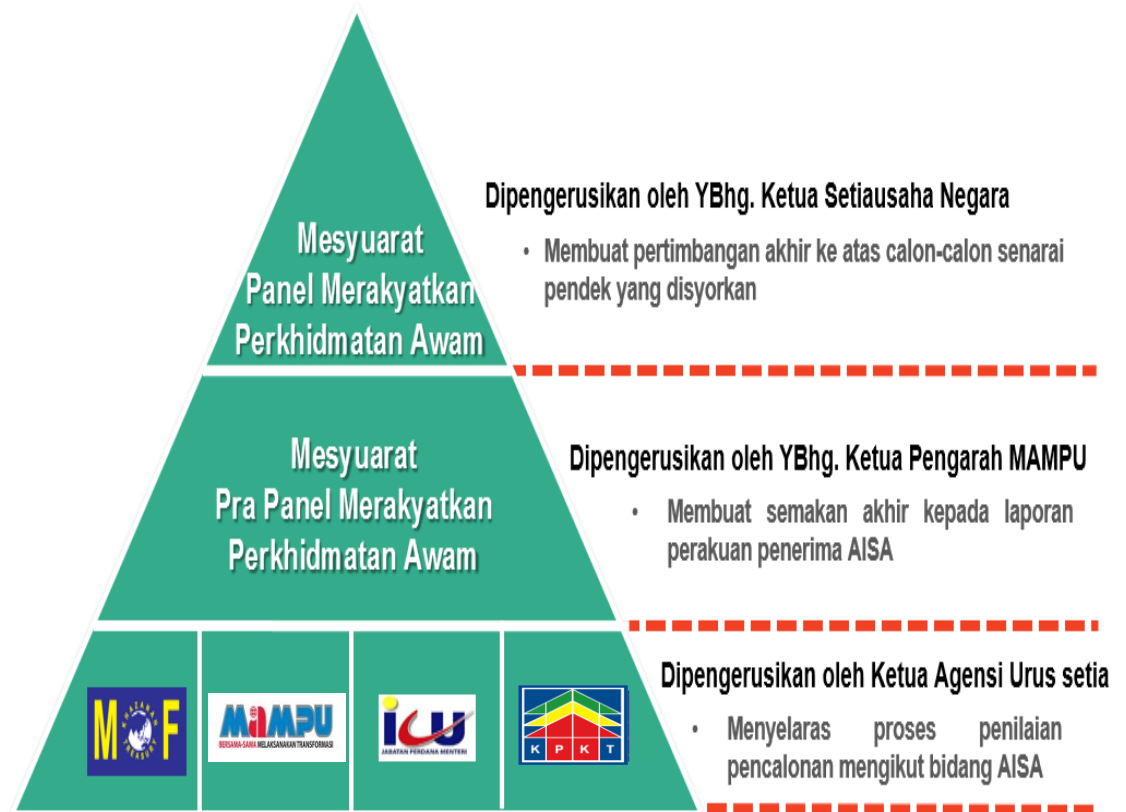 Mesyuarat
Panel Merakyatkan
Perkhidmatan Awam
Dipengerusikan oleh YBhg. Ketua Setiausaha Negara
• Membuat pertimbangan akhir ke atas calon-calon senarai
pendek yang disyorkan
Mesyuarat
Pra Panel Merakyatkan
Perkhidmatan Awam
Dipengerusikan oleh YBhg. Ketua Pengarah MAMPU
• Membuat semakan akhir kepada laporan
perakuan penerima AISA
M F
KHAZANAH
TREASURY
MAMPU
BERSAMA-SAMA MELAKSANAKAN TRANSFORMASI
icu
JABATAN PERDANA MENTERI
K P K T
Dipengerusikan oleh Ketua Agensi Urus setia
• Menyelaras proses penilaian
pencalonan mengikut bidang AISA